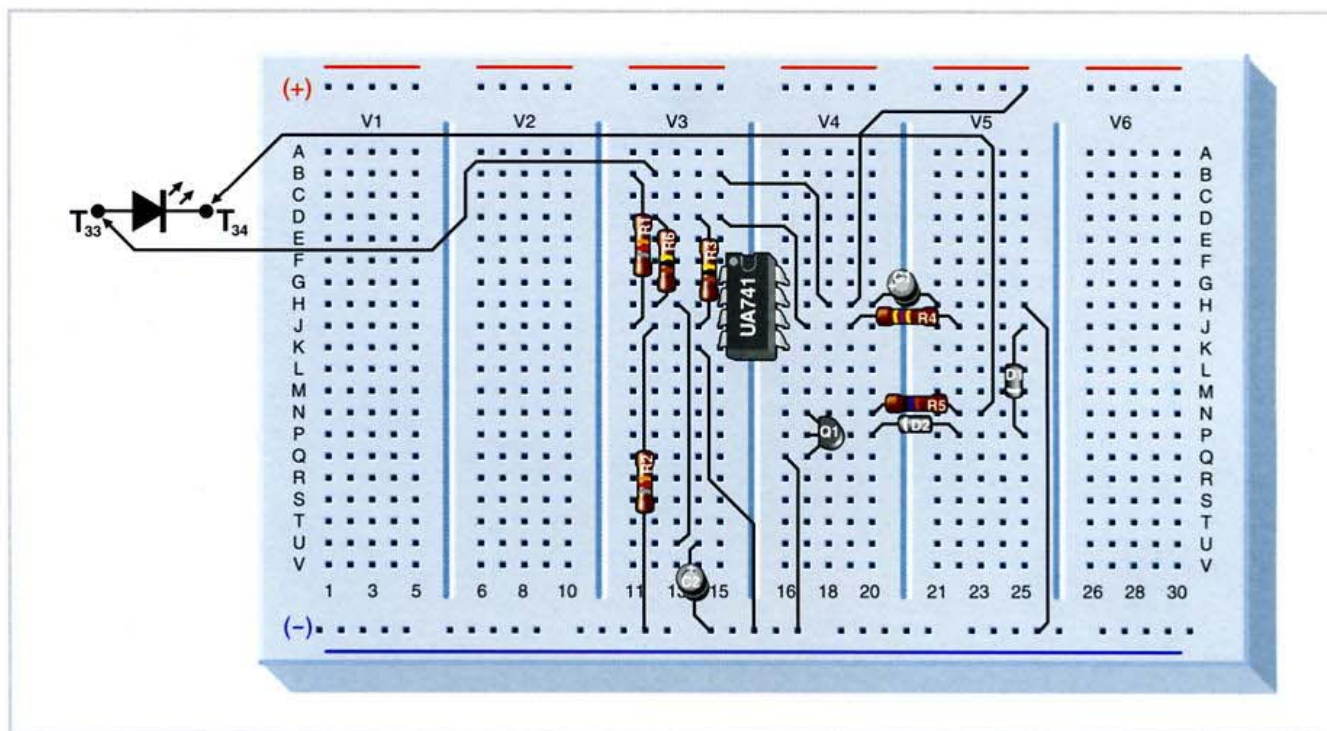 (+)
V1 V2 V3 V4 V5 V6
A A
B B
C C
T33 T34 D R1 D
E R6 R3 E
F F
G UA741 C1 G
H H
J R4 J
K K
L D1 L
M M
N R5 N
P Q1 D2 P
Q R2 Q
R R
S S
T T
U U
V C2 V
1 3 5 6 8 10 11 13 15 16 18 20 21 23 25 26 28 30
(−)